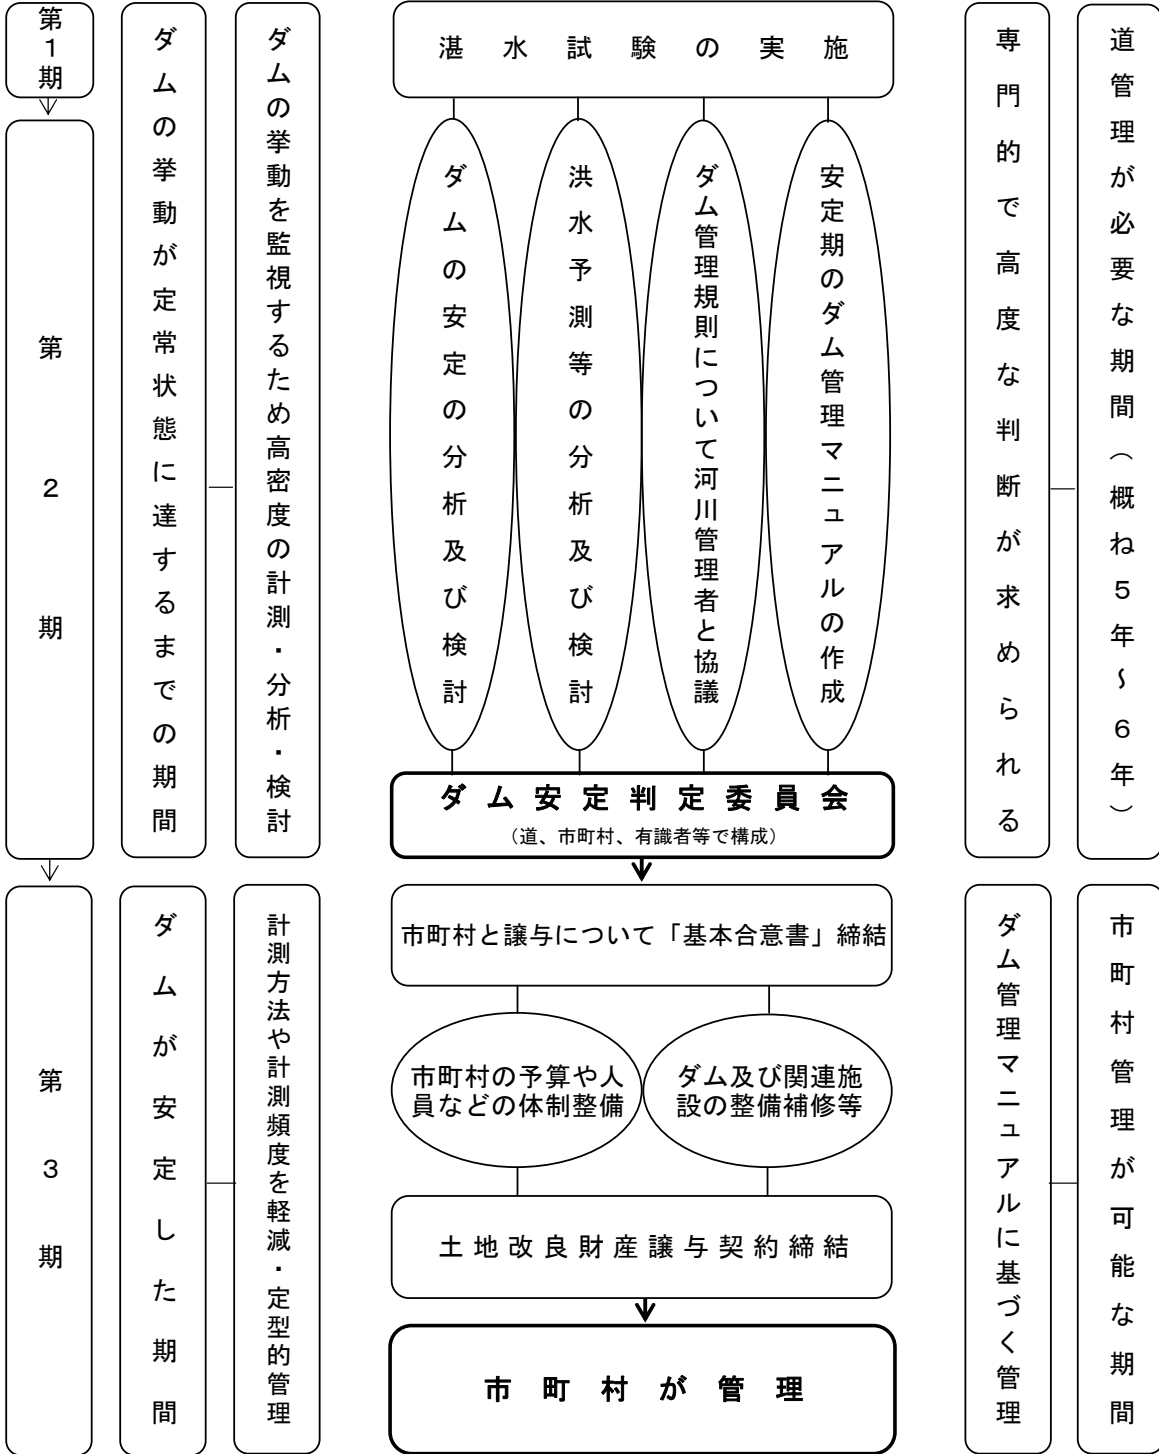 第1期
ダムの挙動が定常状態に達するまでの期間
ダムの挙動を監視するため高密度の計測・分析・検討
湛水試験の実施
専門的で高度な判断が求められる
道管理が必要な期間（概ね5年～6年）
第2期
ダムの安定の分析及び検討
洪水予測等の分析及び検討
ダム管理規則について河川管理者と協議
安定期のダム管理マニュアルの作成
ダム安定判定委員会
（道、市町村、有識者等で構成）
第3期
ダムが安定した期間
計測方法や計測頻度を軽減・定型的管理
市町村と譲与について「基本合意書」締結
市町村の予算や人
員などの体制整備
ダム及び関連施
設の整備補修等
土地改良財産譲与契約締結
市町村が管理
ダム管理マニュアルに基づく管理
市町村管理が可能な期間